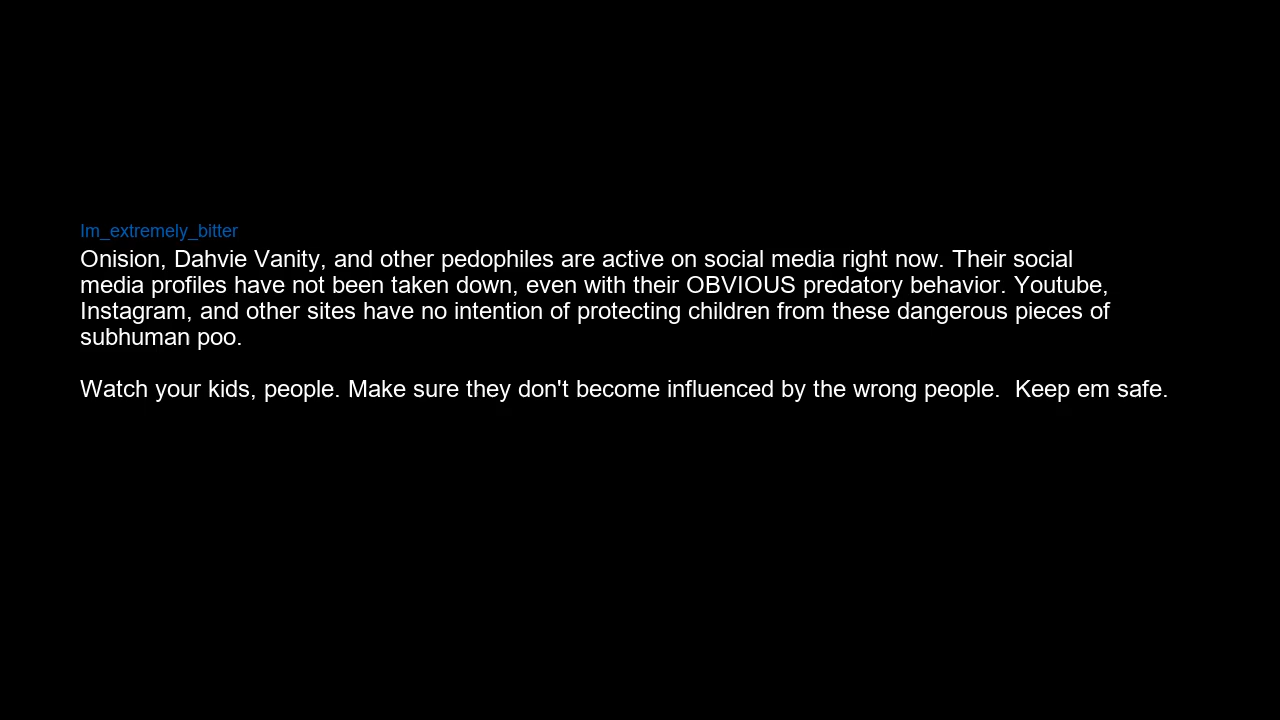 Im_extremely_bitter
Onision, Dahvie Vanity, and other pedophiles are active on social media right now. Their social
media profiles have not been taken down, even with their OBVIOUS predatory behavior. Youtube,
Instagram, and other sites have no intention of protecting children from these dangerous pieces of
subhuman poo.
Watch your kids, people. Make sure they don't become influenced by the wrong people.  Keep em safe.